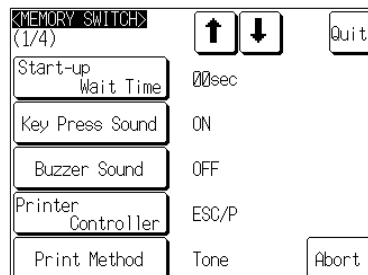 <MEMORY SWITCH>
(1/4)
Quit
Start-up
Wait Time
00sec
Key Press Sound
ON
Buzzer Sound
OFF
Printer
Controller
ESC/P
Print Method
Tone
Abort